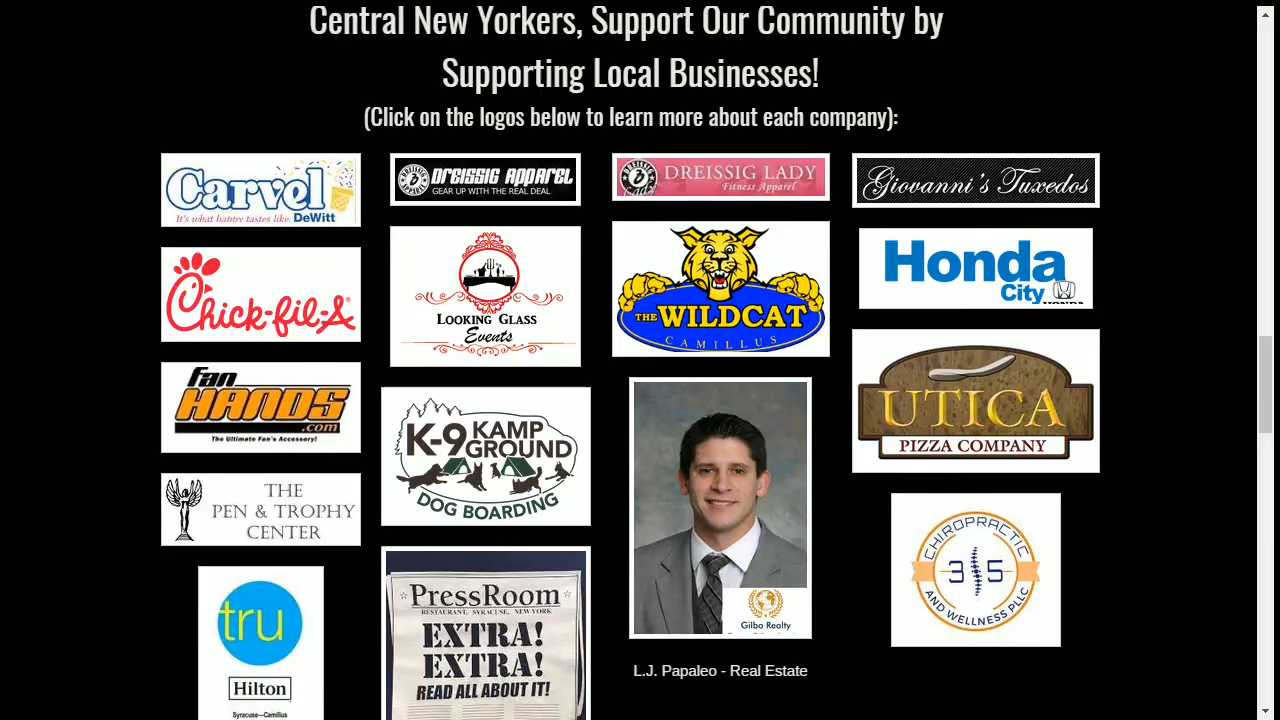 Central New Yorkers, Support Our Community by
Supporting Local Businesses!
(Click on the logos below to learn more about each company):
Carvel
It's what happy tastes like.
DeWitt
DREISSIG APPAREL
GEAR UP WITH THE REAL DEAL
DREISSIG LADY
Fitness Apparel
Giovanni's Tuxedos
Chick-fil-A
LOOKING GLASS
Events
THE WILDCAT
CAMILLUS
Honda
City
HONDA
fan
HANDS
.com
The Ultimate Fan's Accessory!
K-9 KAMP
GROUND
DOG BOARDING
UTICA
PIZZA COMPANY
THE
PEN & TROPHY
CENTER
Gilbo Realty
L.J. Papaleo - Real Estate
CHIROPRACTIC
315
AND WELLNESS PLLC
tru
Hilton
Syracuse—Camillus
PressRoom
RESTAURANT, SYRACUSE, NEW YORK
EXTRA!
EXTRA!
READ ALL ABOUT IT!